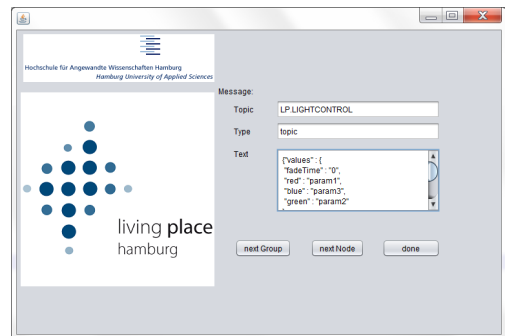 Hochschule für Angewandte Wissenschaften Hamburg
Hamburg University of Applied Sciences
Message:
Topic
LP.LIGHTCONTROL
Type
topic
Text
{"values" : {
"fadeTime" : "0",
"red" : "param1",
"blue" : "param3",
"green" : "param2"
living place
hamburg
next Group
next Node
done